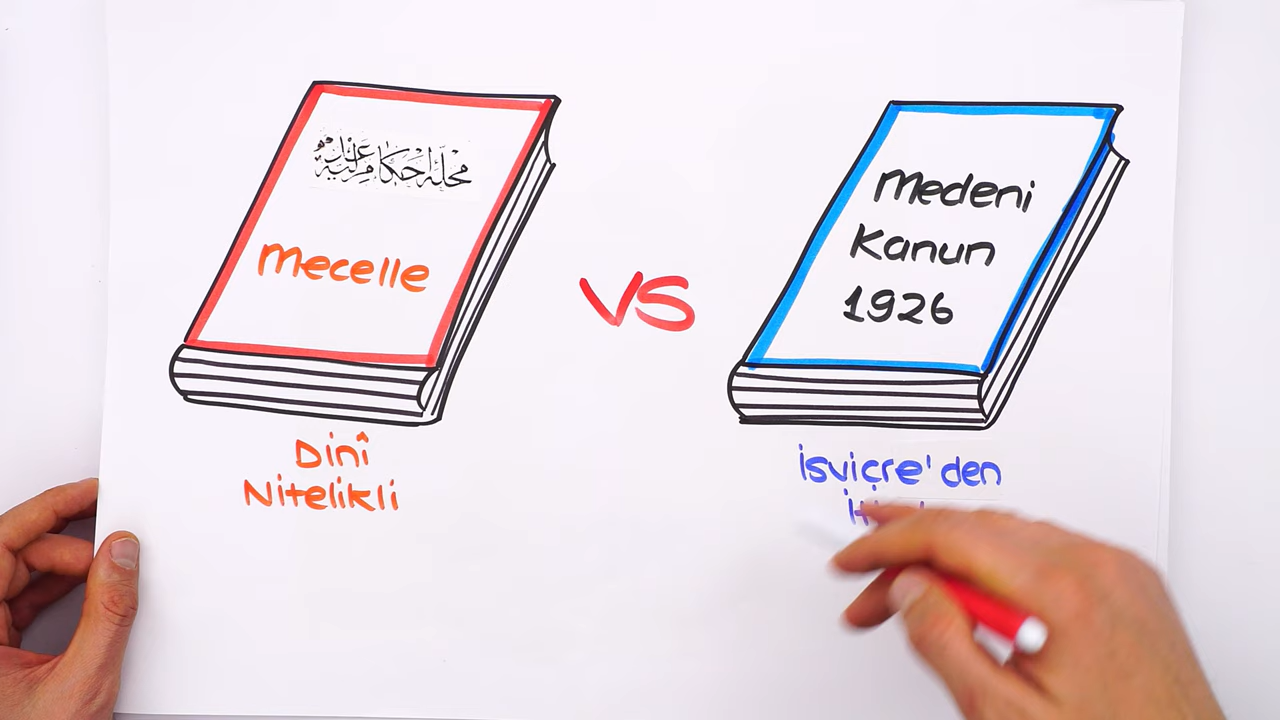 مجله احكام عدليه
Mecelle
Dinî
Nitelikli
VS
Medeni
Kanun
1926
İsviçre'den